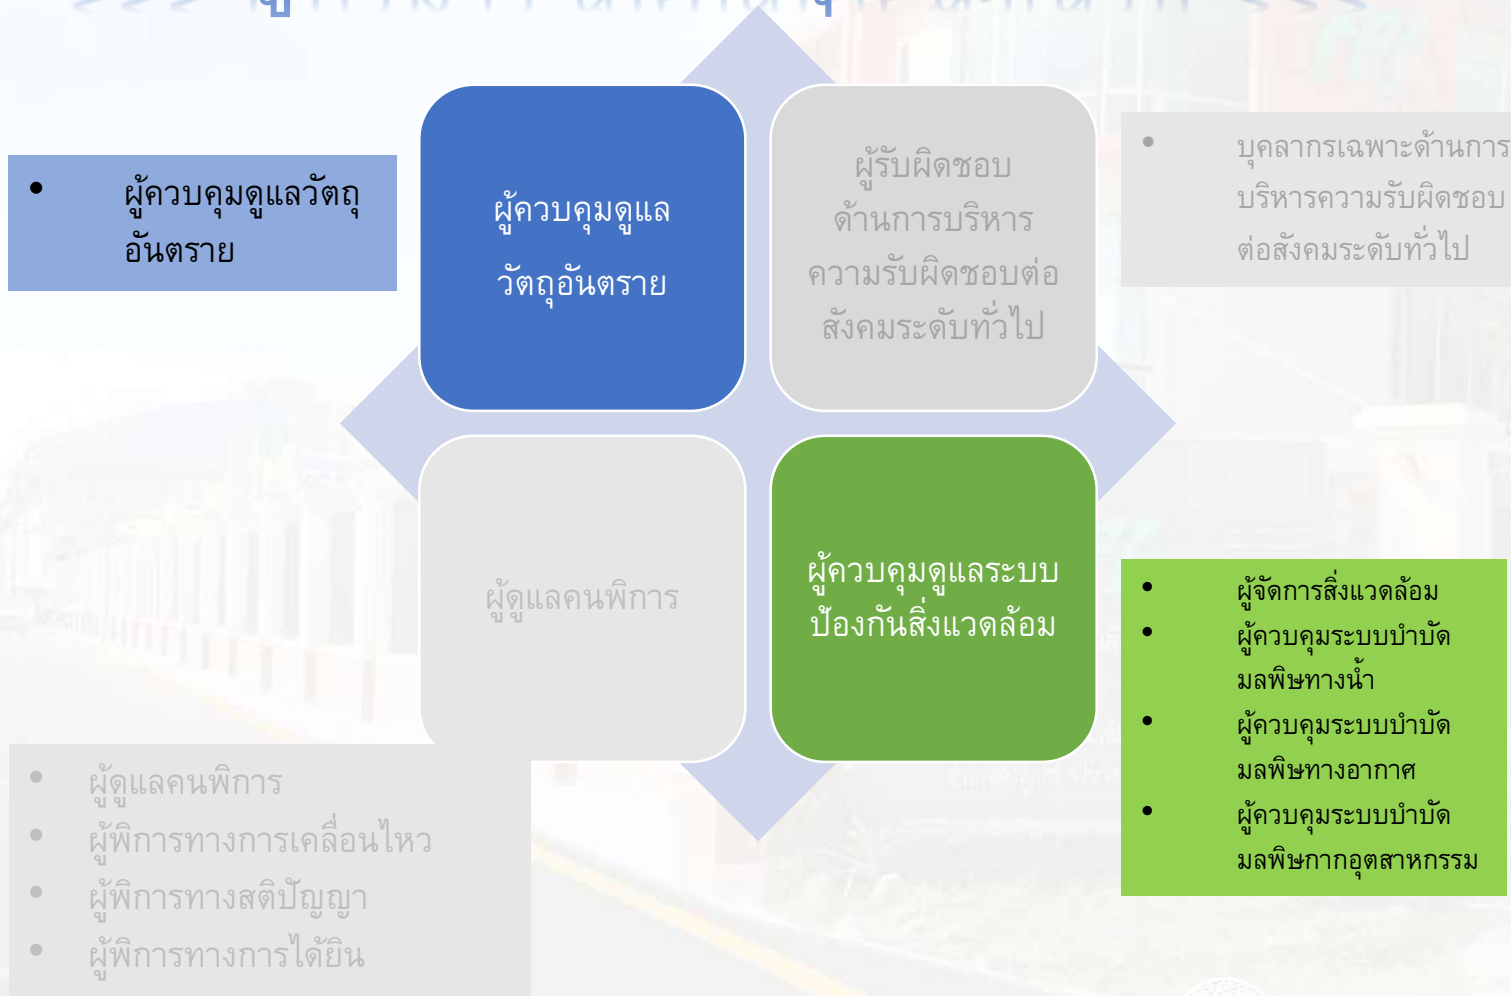 ผู้ควบคุมดูแลวัตถุ
อันตราย
ผู้ควบคุมดูแล
วัตถุอันตราย
ผู้รับผิดชอบ
ด้านการบริหาร
ความรับผิดชอบต่อ
สังคมระดับทั่วไป
บุคลากรเฉพาะด้านการ
บริหารความรับผิดชอบ
ต่อสังคมระดับทั่วไป
ผู้ดูแลคนพิการ
ผู้ควบคุมดูแลระบบ
ป้องกันสิ่งแวดล้อม
ผู้ดูแลคนพิการ
ผู้พิการทางการเคลื่อนไหว
ผู้พิการทางสติปัญญา
ผู้พิการทางการได้ยิน
ผู้จัดการสิ่งแวดล้อม
ผู้ควบคุมระบบบำบัด
มลพิษทางน้ำ
ผู้ควบคุมระบบบำบัด
มลพิษทางอากาศ
ผู้ควบคุมระบบบำบัด
มลพิษกากอุตสาหกรรม